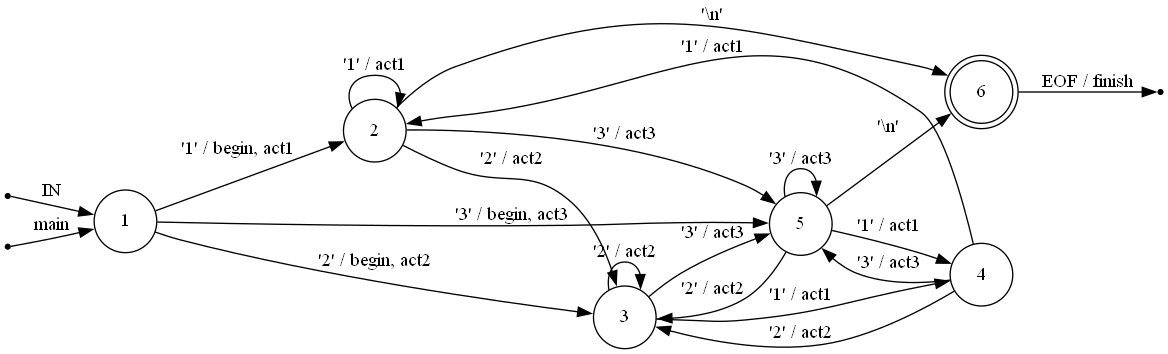 '\n'
'1' / act1
'1' / act1
6
EOF / finish
2
'\n'
'3' / act3
'1' / begin, act1
'2' / act2
'3' / act3
IN
main
1
'3' / begin, act3
5
'1' / act1
'3' / act3
'2' / act2
'3' / act3
4
'2' / begin, act2
'2' / act2
'1' / act1
3
'2' / act2